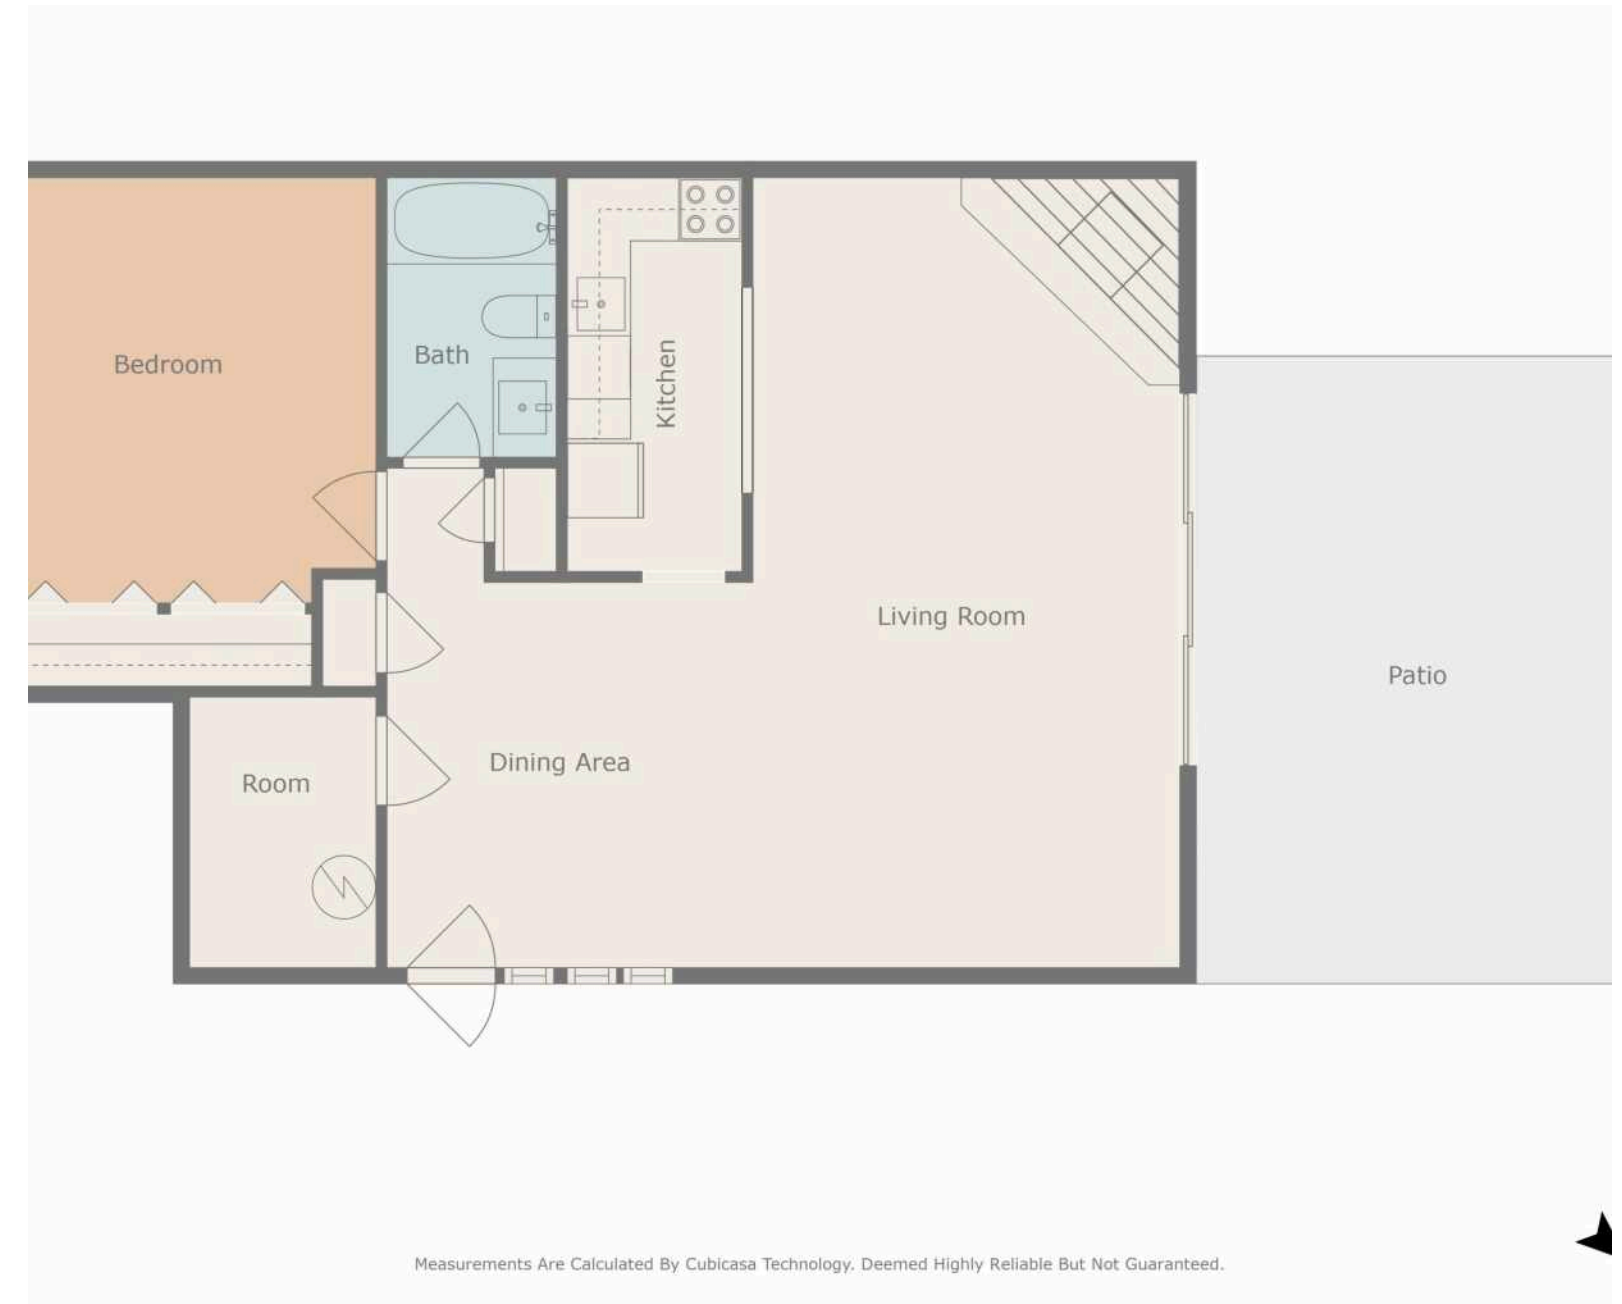 Bedroom
Bath
Kitchen
Living Room
Patio
Dining Area
Room
Measurements Are Calculated By Cubicasa Technology. Deemed Highly Reliable But Not Guaranteed.